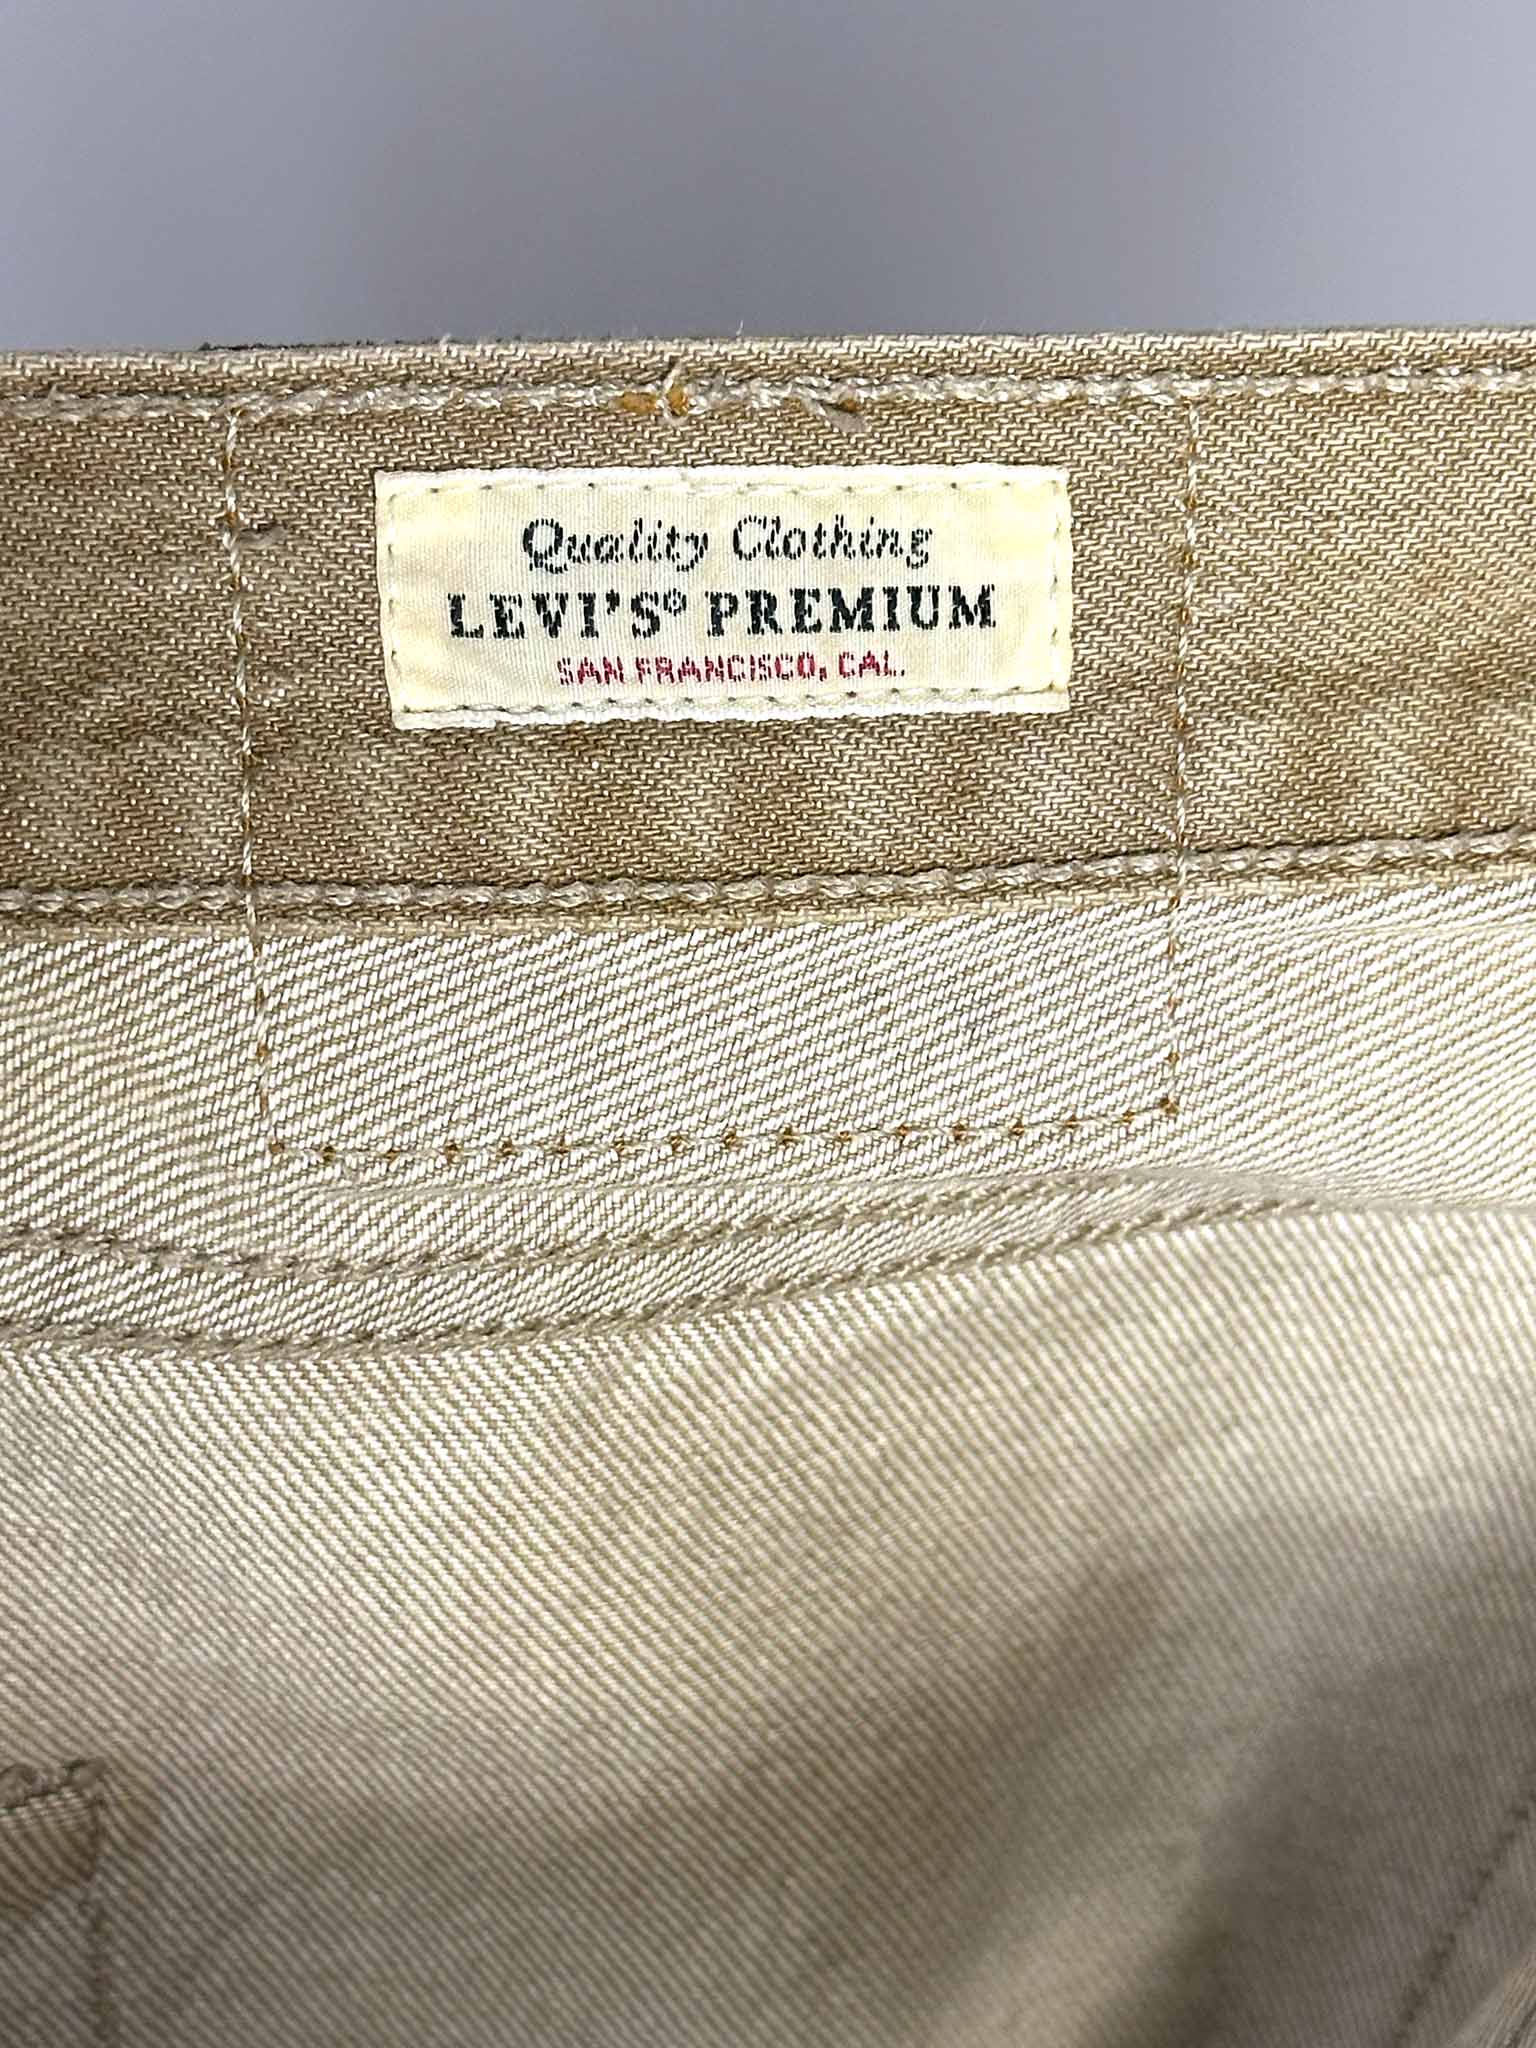 Quality Clothing
LEVI'S® PREMIUM
SAN FRANCISCO, CAL.